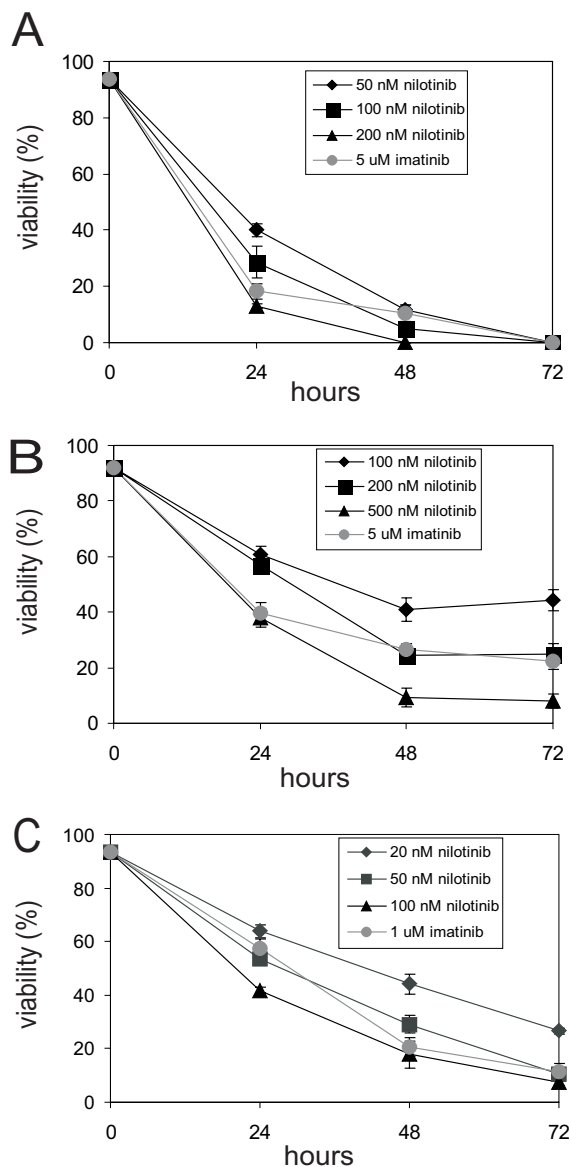 A
100
80
60
40
20
0
viability (%)
50 nM nilotinib
100 nM nilotinib
200 nM nilotinib
5 uM imatinib
0
24
48
72
hours
B
100
80
60
40
20
0
viability (%)
100 nM nilotinib
200 nM nilotinib
500 nM nilotinib
5 uM imatinib
0
24
48
72
hours
C
100
80
60
40
20
0
viability (%)
20 nM nilotinib
50 nM nilotinib
100 nM nilotinib
1 uM imatinib
0
24
48
72
hours